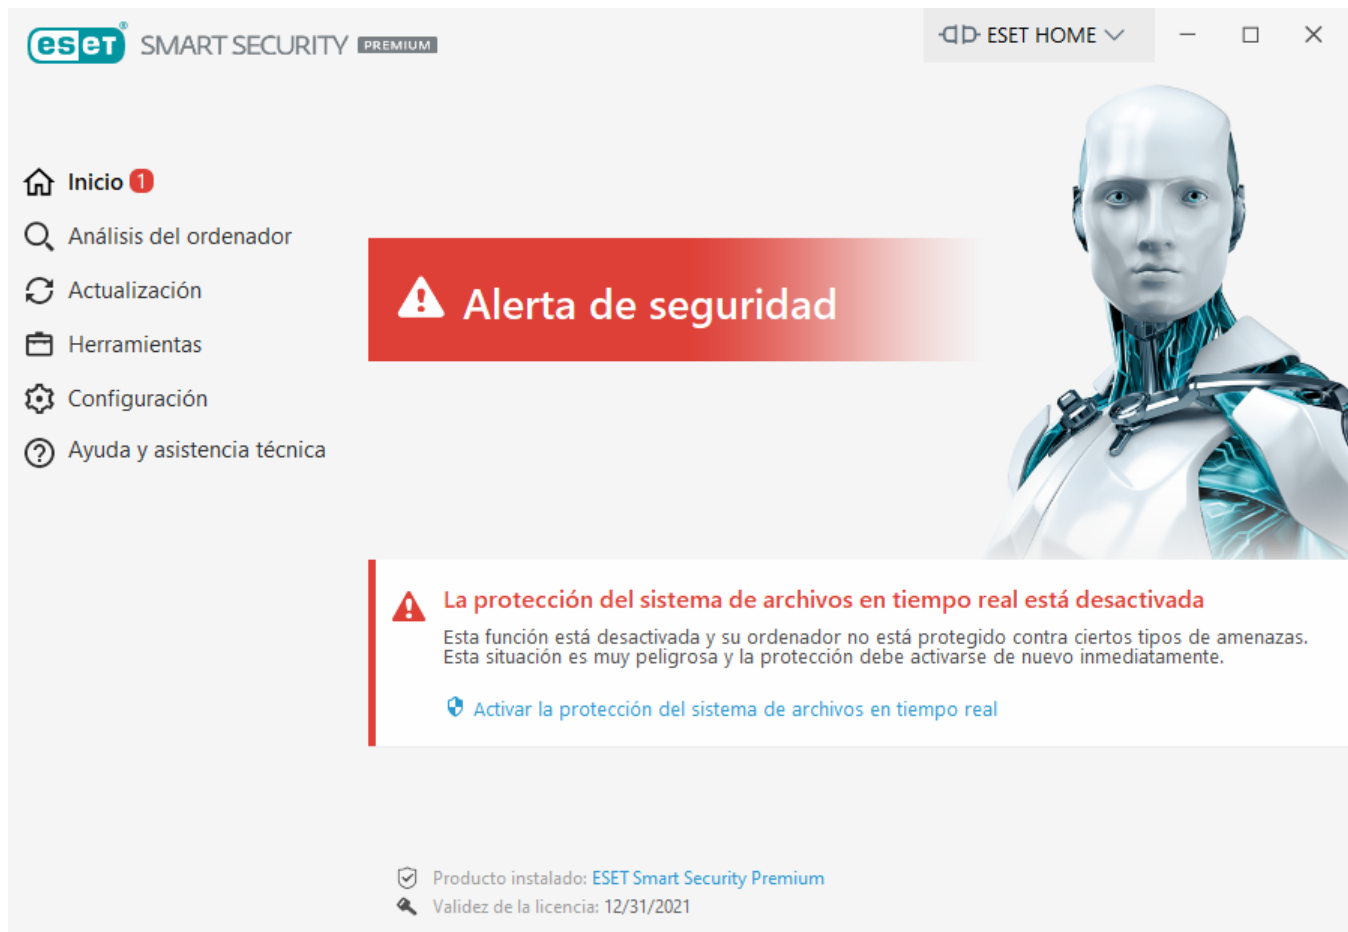 eset® SMART SECURITY PREMIUM
ESET HOME
Inicio 1
Análisis del ordenador
Actualización
Herramientas
Configuración
Ayuda y asistencia técnica
Alerta de seguridad
La protección del sistema de archivos en tiempo real está desactivada
Esta función está desactivada y su ordenador no está protegido contra ciertos tipos de amenazas.
Esta situación es muy peligrosa y la protección debe activarse de nuevo inmediatamente.
Activar la protección del sistema de archivos en tiempo real
Producto instalado: ESET Smart Security Premium
Validez de la licencia: 12/31/2021